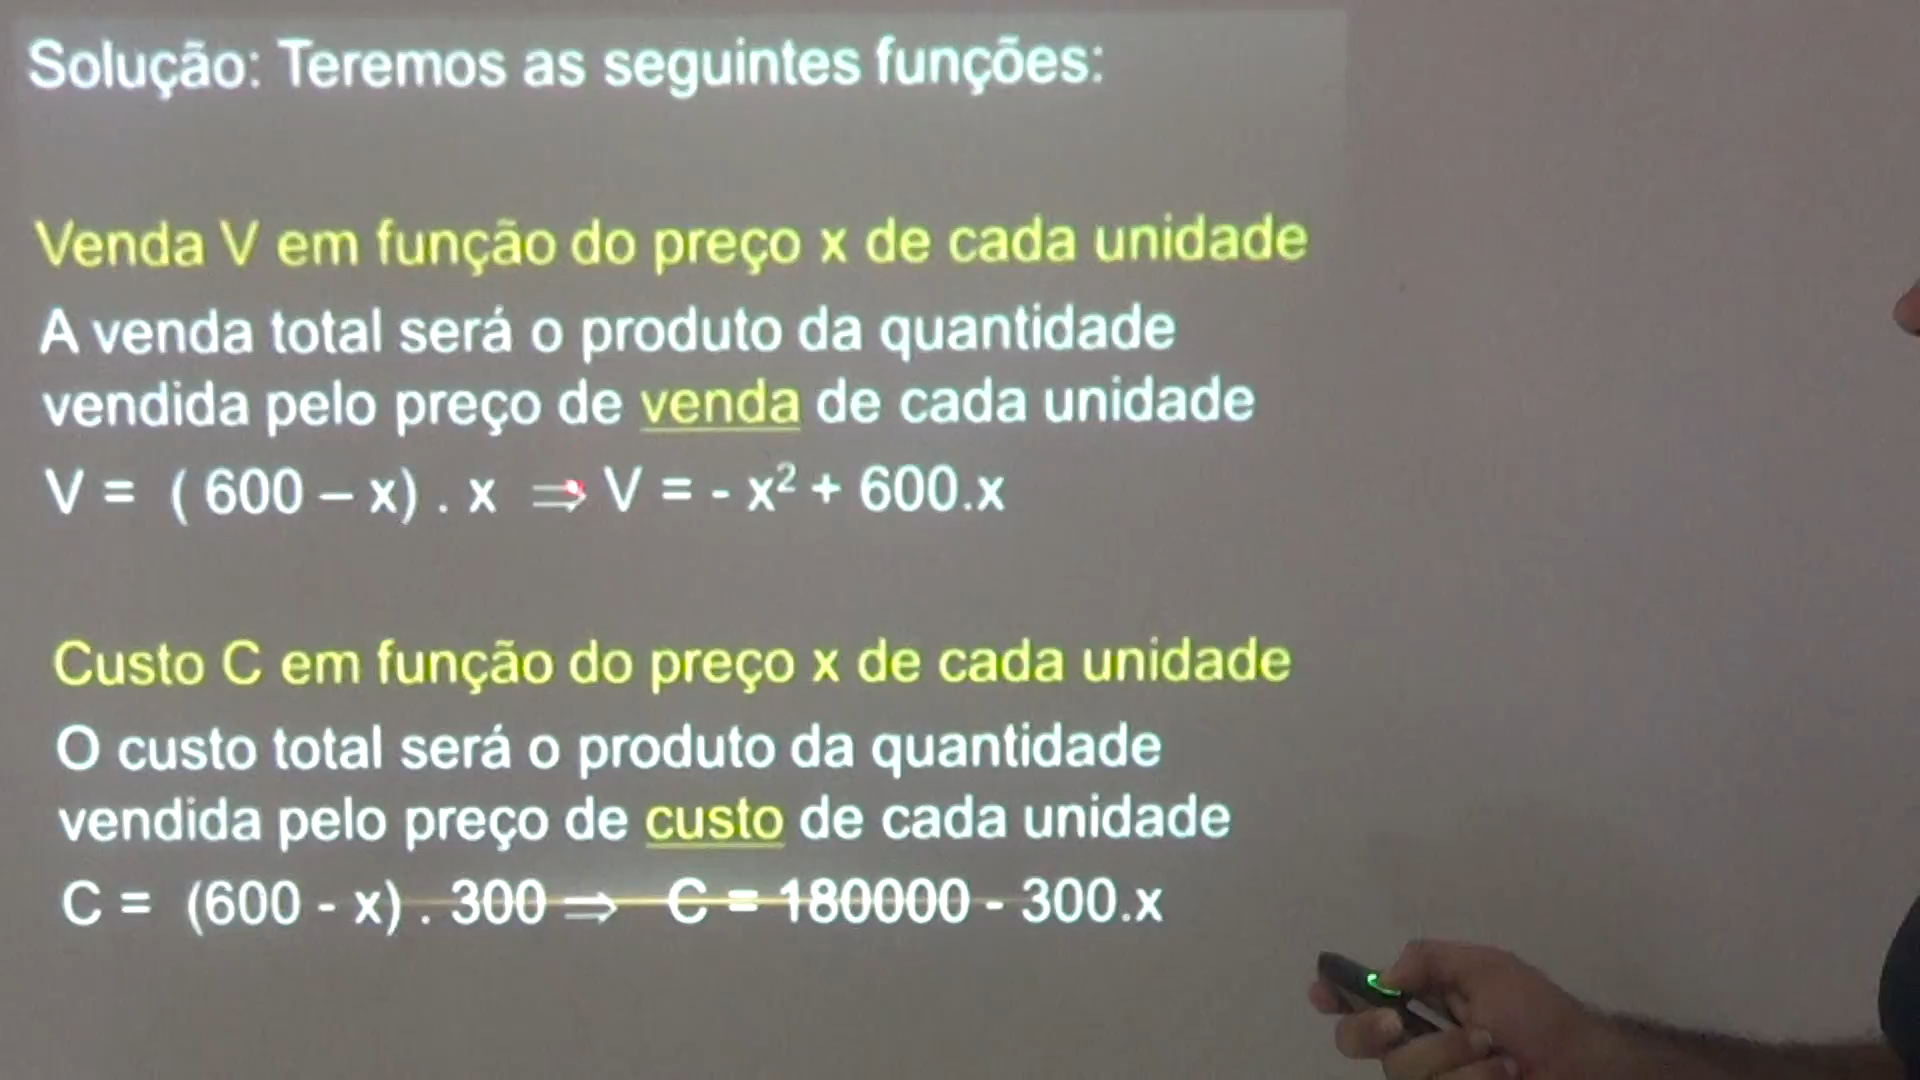 Solução: Teremos as seguintes funções:
Venda V em função do preço x de cada unidade
A venda total será o produto da quantidade
vendida pelo preço de venda de cada unidade
V = ( 600 – x) . x ⇒ V = - x² + 600.x
Custo C em função do preço x de cada unidade
O custo total será o produto da quantidade
vendida pelo preço de custo de cada unidade
C = (600 - x) . 300 ⇒ C = 180000 - 300.x